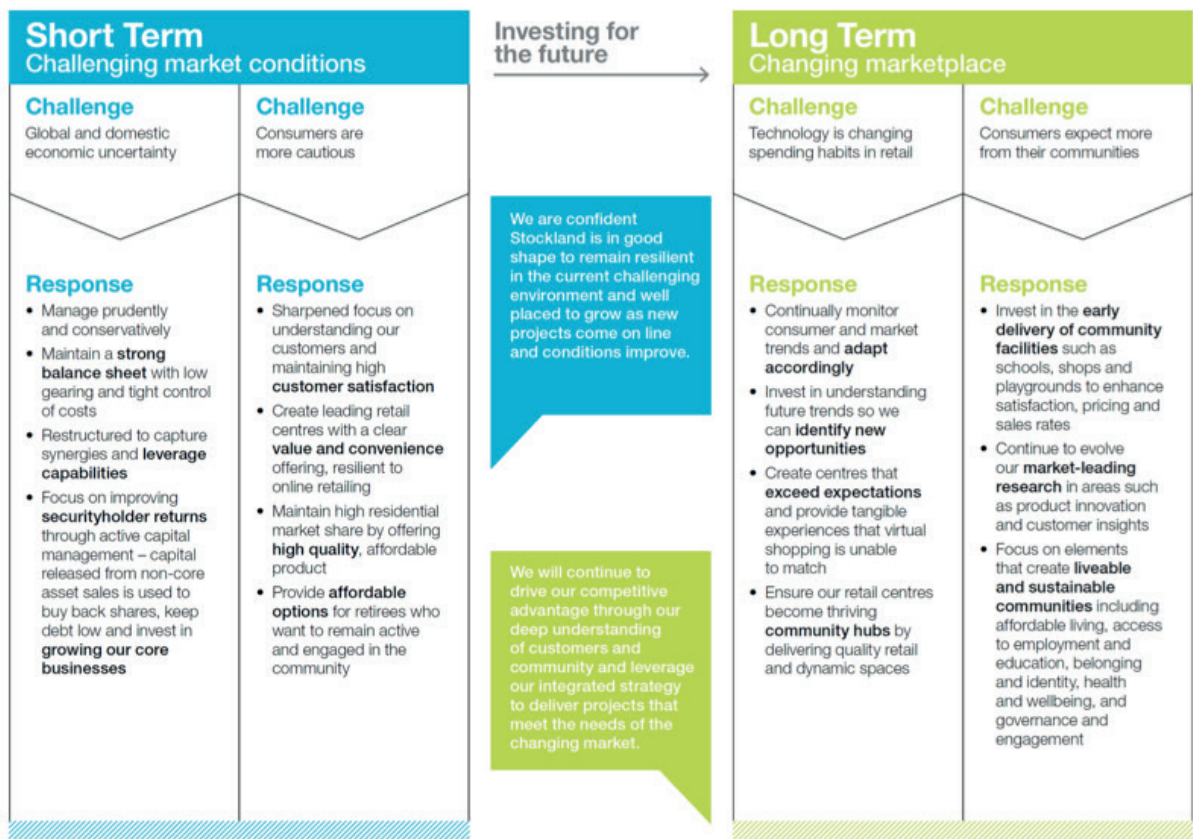 Short Term
Challenging market conditions
Challenge
Global and domestic
economic uncertainty
Response
• Manage prudently
and conservatively
• Maintain a strong
balance sheet with low
gearing and tight control
of costs
• Restructured to capture
synergies and leverage
capabilities
• Focus on improving
securityholder returns
through active capital
management – capital
released from non-core
asset sales is used to
buy back shares, keep
debt low and invest in
growing our core
businesses
Challenge
Consumers are
more cautious
Response
• Sharpened focus on
understanding our
customers and
maintaining high
customer satisfaction
• Create leading retail
centres with a clear
value and convenience
offering, resilient to
online retailing
• Maintain high residential
market share by offering
high quality, affordable
product
• Provide affordable
options for retirees who
want to remain active
and engaged in the
community
Investing for
the future
We are confident
Stockland is in good
shape to remain resilient
in the current challenging
environment and well
placed to grow as new
projects come on line
and conditions improve.
We will continue to
drive our competitive
advantage through our
deep understanding
of customers and
community and leverage
our integrated strategy
to deliver projects that
meet the needs of the
changing market.
Long Term
Changing marketplace
Challenge
Technology is changing
spending habits in retail
Response
• Continually monitor
consumer and market
trends and adapt
accordingly
• Invest in understanding
future trends so we
can identify new
opportunities
• Create centres that
exceed expectations
and provide tangible
experiences that virtual
shopping is unable
to match
• Ensure our retail centres
become thriving
community hubs by
delivering quality retail
and dynamic spaces
Challenge
Consumers expect more
from their communities
Response
• Invest in the early
delivery of community
facilities such as
schools, shops and
playgrounds to enhance
satisfaction, pricing and
sales rates
• Continue to evolve
our market-leading
research in areas such
as product innovation
and customer insights
• Focus on elements
that create liveable
and sustainable
communities including
affordable living, access
to employment and
education, belonging
and identity, health
and wellbeing, and
governance and
engagement